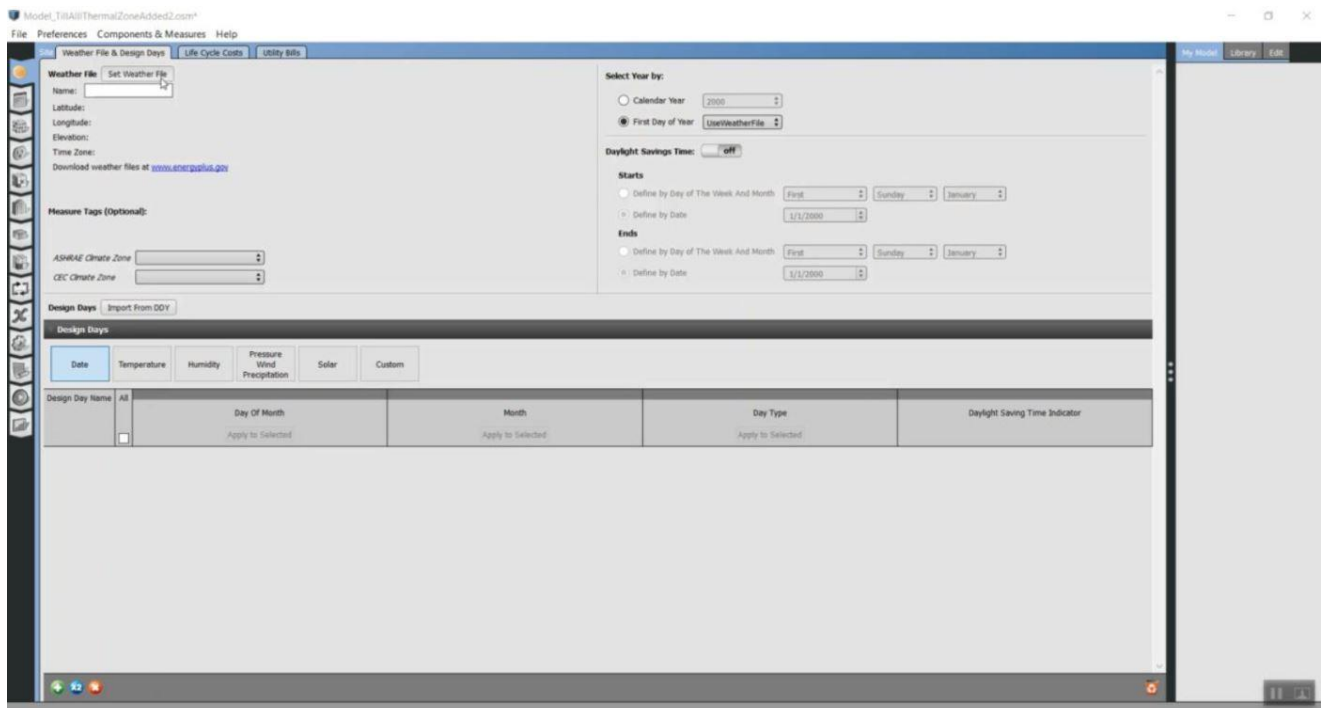 Model_TillAllThermalZoneAdded2.osm*
File Preferences Components & Measures Help
Site Weather File & Design Days Life Cycle Costs Utility Bills
My Model Library Edit
Weather File Set Weather File
Name:
Latitude:
Longitude:
Elevation:
Time Zone:
Download weather files at www.energyplus.gov
Measure Tags (Optional):
ASHRAE Climate Zone
CEC Climate Zone
Select Year by:
Calendar Year 2000
First Day of Year UseWeatherFile
Daylight Savings Time: off
Starts
Define by Day of The Week And Month First Sunday January
Define by Date 1/1/2000
Ends
Define by Day of The Week And Month First Sunday January
Define by Date 1/1/2000
Design Days Import From DDY
Design Days
Date Temperature Humidity Pressure Wind Precipitation Solar Custom
Design Day Name All Day Of Month Month Day Type Daylight Saving Time Indicator
Apply to Selected Apply to Selected Apply to Selected
X2